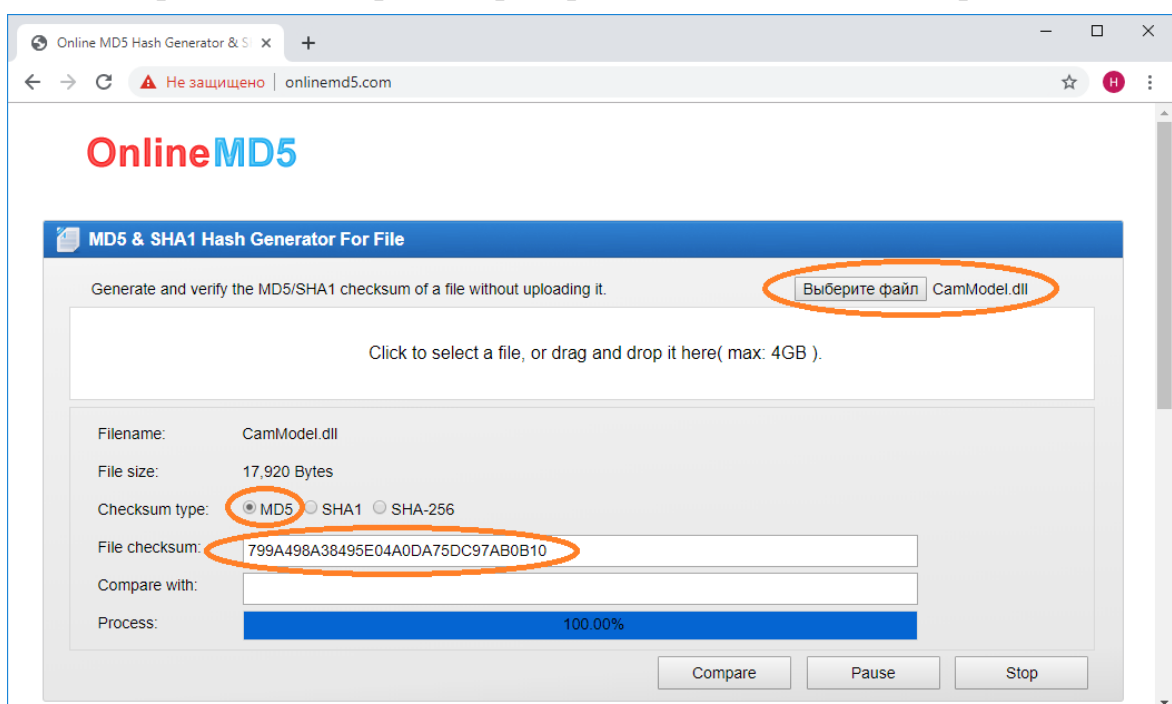 Online MD5 Hash Generator & S
Не защищено onlinemd5.com
H
OnlineMD5
MD5 & SHA1 Hash Generator For File
Generate and verify the MD5/SHA1 checksum of a file without uploading it. Выберите файл CamModel.dll
Click to select a file, or drag and drop it here( max: 4GB ).
Filename: CamModel.dll
File size: 17,920 Bytes
Checksum type: MD5 SHA1 SHA-256
File checksum: 799A498A38495E04A0DA75DC97AB0B10
Compare with:
Process: 100.00%
Compare Pause Stop